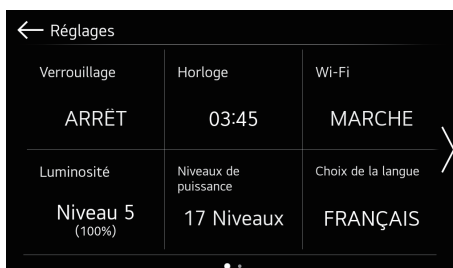 Réglages
Verrouillage
ARRÊT
Horloge
03:45
Wi-Fi
MARCHE
Luminosité
Niveau 5
(100%)
Niveaux de
puissance
17 Niveaux
Choix de la langue
FRANÇAIS